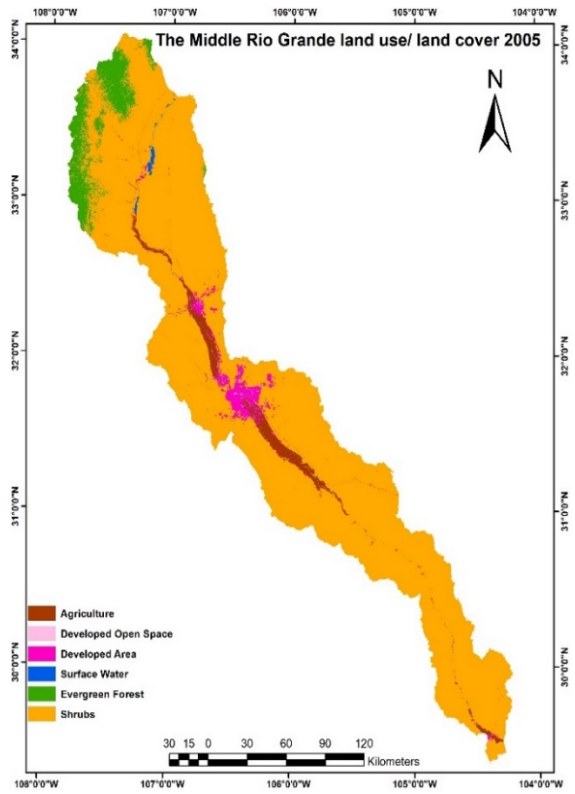 108°0'0"W 107°0'0"W 106°0'0"W 105°0'0"W 104°0'0"W
The Middle Rio Grande land use/ land cover 2005
N
34°0'0"N 34°0'0"N
33°0'0"N 33°0'0"N
32°0'0"N 32°0'0"N
31°0'0"N 31°0'0"N
30°0'0"N 30°0'0"N
Agriculture
Developed Open Space
Developed Area
Surface Water
Evergreen Forest
Shrubs
30 15 0 30 60 90 120
Kilometers
108°0'0"W 107°0'0"W 106°0'0"W 105°0'0"W 104°0'0"W